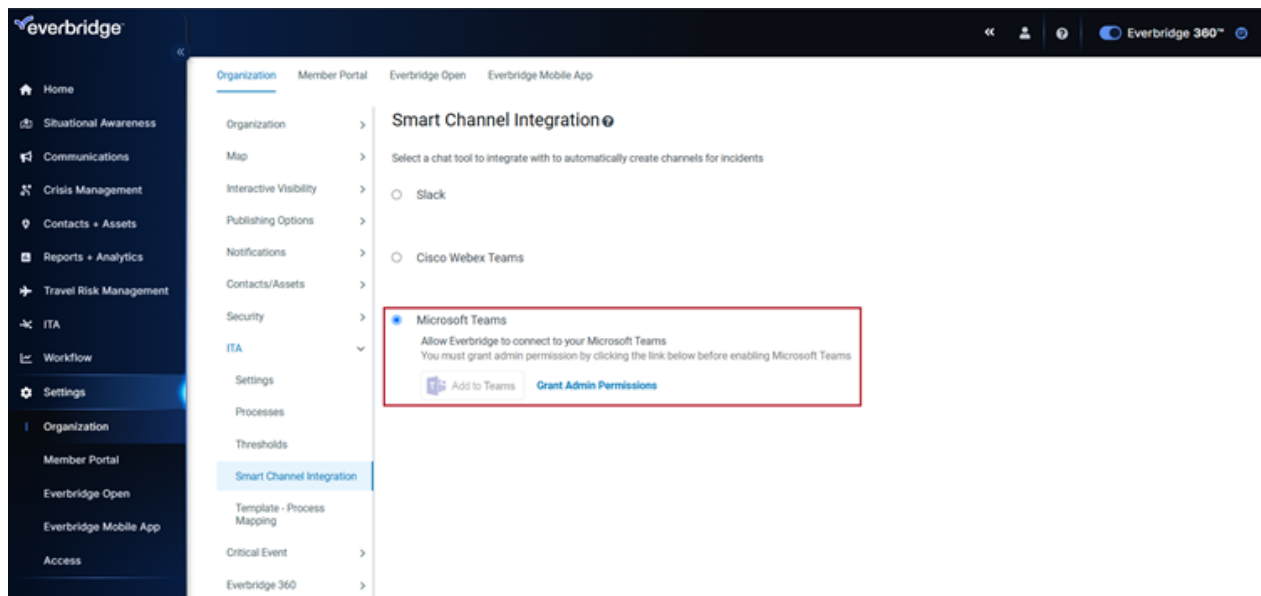 everbridge
Everbridge 360™
Home
Situational Awareness
Communications
Crisis Management
Contacts + Assets
Reports + Analytics
Travel Risk Management
ITA
Workflow
Settings
Organization
Member Portal
Everbridge Open
Everbridge Mobile App
Access
Organization Member Portal Everbridge Open Everbridge Mobile App
Organization
Map
Interactive Visibility
Publishing Options
Notifications
Contacts/Assets
Security
ITA
Settings
Processes
Thresholds
Smart Channel Integration
Template - Process
Mapping
Critical Event
Everbridge 360
Smart Channel Integration
Select a chat tool to integrate with to automatically create channels for incidents
Slack
Cisco Webex Teams
Microsoft Teams
Allow Everbridge to connect to your Microsoft Teams
You must grant admin permission by clicking the link below before enabling Microsoft Teams
Add to Teams Grant Admin Permissions